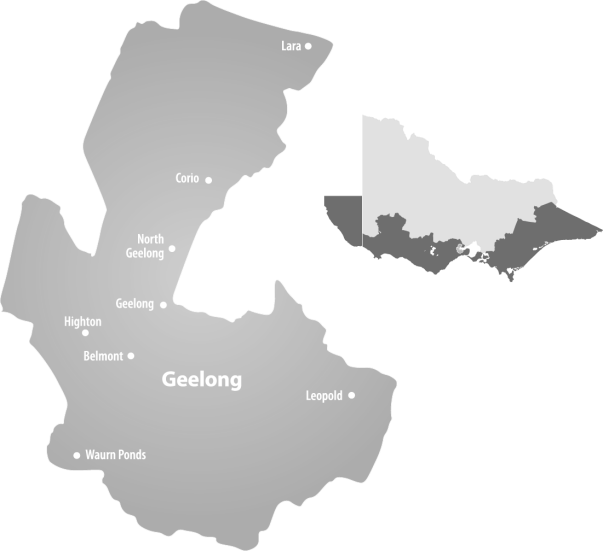 Lara
Corio
North
Geelong
Geelong
Highton
Belmont
Geelong
Leopold
Waurn Ponds